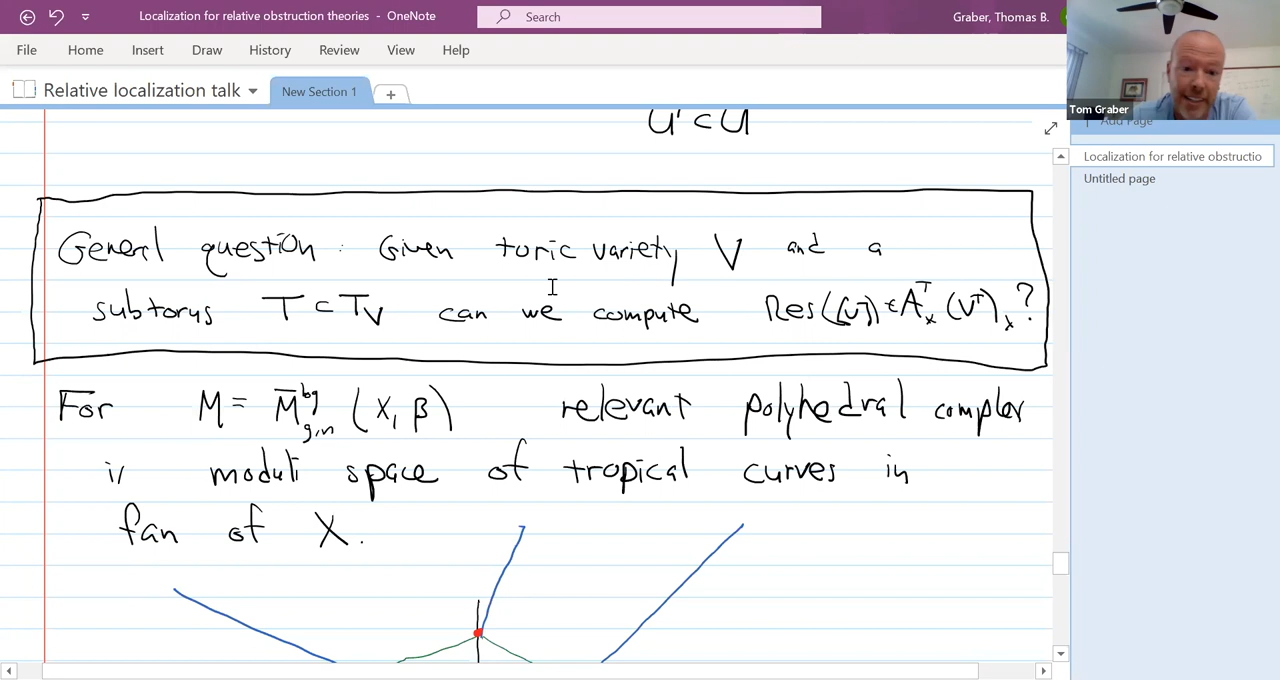 Localization for relative obstruction theories - OneNote
Search
Graber, Thomas B.
File Home Insert Draw History Review View Help
Relative localization talk
New Section 1
Tom Graber
Add Page
Localization for relative obstructio
Untitled page
U' ⊂ U
General question : Given toric variety V and a
subtorus T ⊂ T_V can we compute Res([V]) ∈ A^T_* (V^T)_* ?
For M = M̄^{log}_{g,n} (X, β) relevant polyhedral complex
is moduli space of tropical curves in
fan of X.